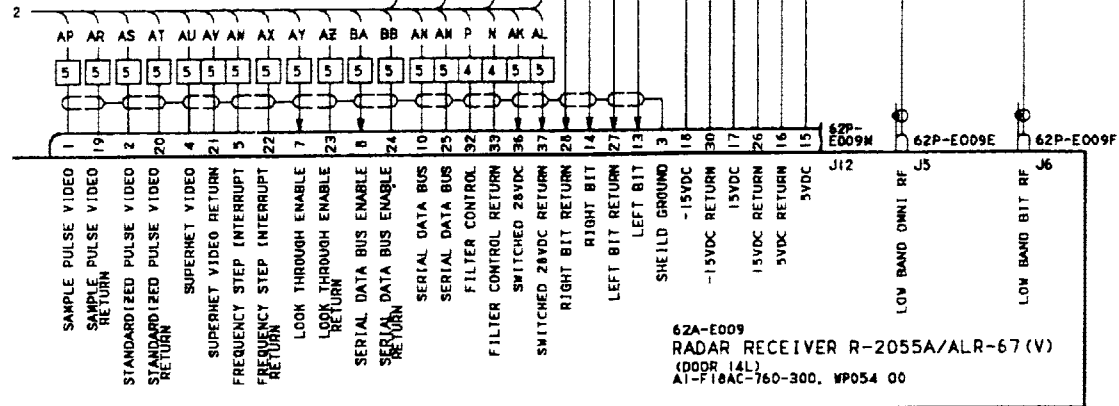 2
AP AR AS AT AU AV AW AX AY AZ BA BB AN AM P N AK AL
5 5 5 5 5 5 5 5 5 5 5 5 5 5 4 4 5 5
1 19 2 20 4 21 5 22 7 23 8 24 10 25 32 33 36 37 28 14 27 13 3 18 30 17 26 16 15
62P-E009W
J12
62P-E009E
J5
62P-E009F
J6
SAMPLE PULSE VIDEO
SAMPLE PULSE VIDEO RETURN
STANDARDIZED PULSE VIDEO
STANDARDIZED PULSE VIDEO RETURN
SUPERHET VIDEO
SUPERHET VIDEO RETURN
FREQUENCY STEP INTERRUPT
FREQUENCY STEP INTERRUPT RETURN
LOOK THROUGH ENABLE
LOOK THROUGH ENABLE RETURN
SERIAL DATA BUS ENABLE
SERIAL DATA BUS ENABLE RETURN
SERIAL DATA BUS
SERIAL DATA BUS
FILTER CONTROL
FILTER CONTROL RETURN
SWITCHED 28VDC
SWITCHED 28VDC RETURN
RIGHT BIT RETURN
RIGHT BIT
LEFT BIT RETURN
LEFT BIT
SHEILD GROUND
-15VDC
-15VDC RETURN
15VDC
15VDC RETURN
5VDC RETURN
5VDC
LOW BAND OMNI RF
LOW BAND BIT RF
62A-E009
RADAR RECEIVER R-2055A/ALR-67(V)
(DOOR 14L)
A1-F18AC-760-300, WP054 00